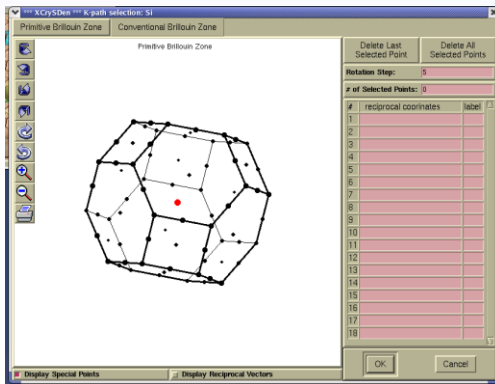 *** XCrySDen *** K-path selection: Si
Primitive Brillouin Zone
Conventional Brillouin Zone
Primitive Brillouin Zone
Delete Last
Selected Point
Delete All
Selected Points
Rotation Step: 5
# of Selected Points: 0
# reciprocal coorinates label
1
2
3
4
5
6
7
8
9
10
11
12
13
14
15
16
17
18
Display Special Points
Display Reciprocal Vectors
OK
Cancel